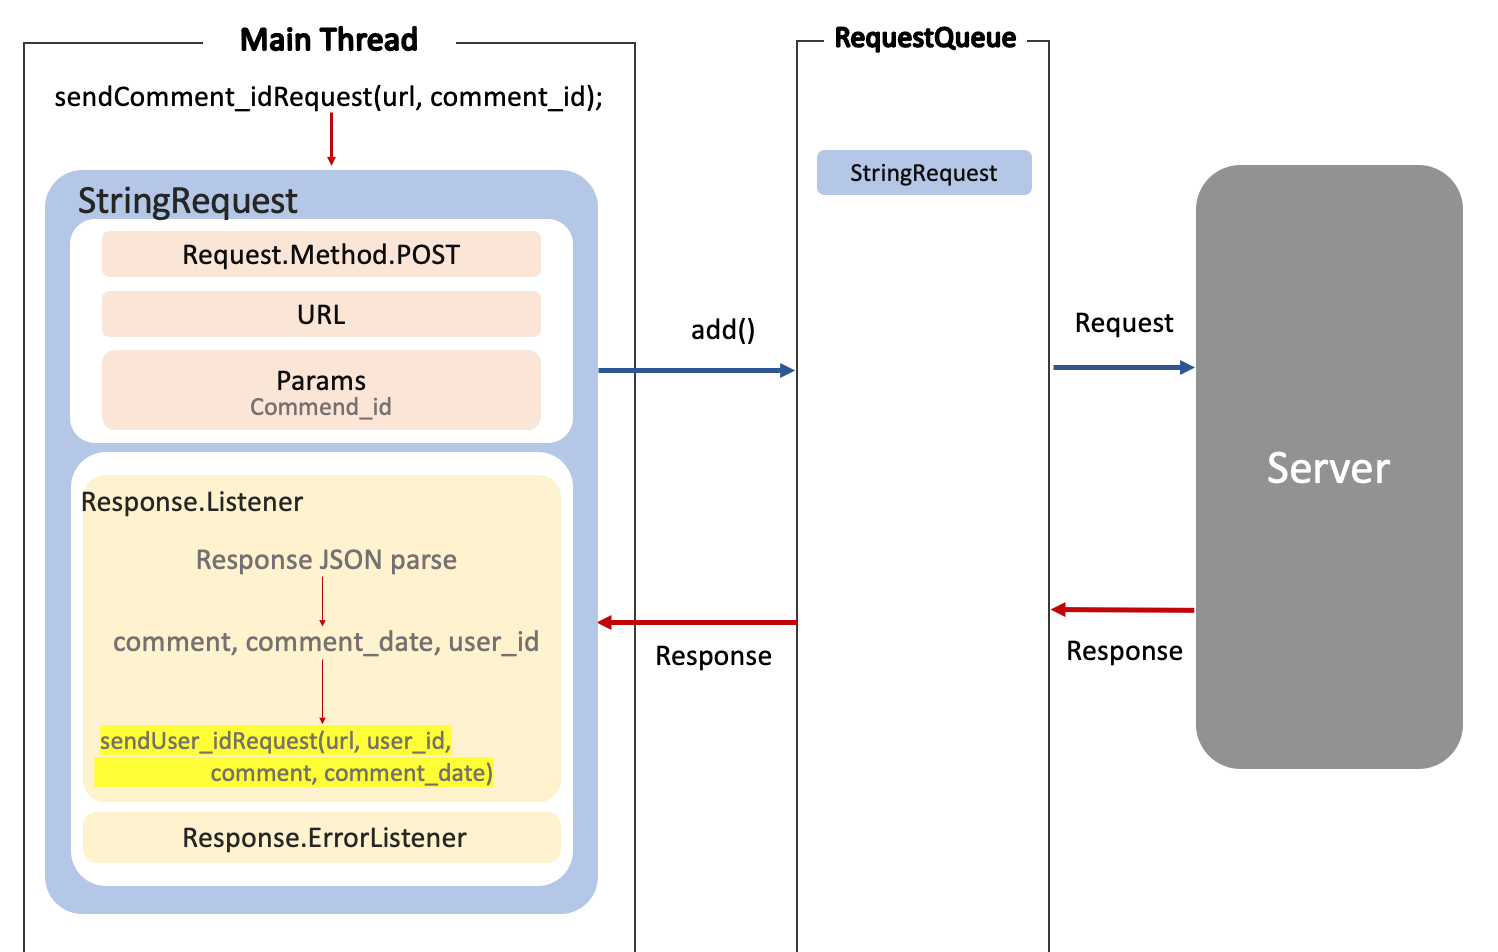 Main Thread
sendComment_idRequest(url, comment_id);
StringRequest
Request.Method.POST
URL
Params
Commend_id
Response.Listener
Response JSON parse
comment, comment_date, user_id
sendUser_idRequest(url, user_id,
comment, comment_date)
Response.ErrorListener
add()
Response
RequestQueue
StringRequest
Request
Response
Server